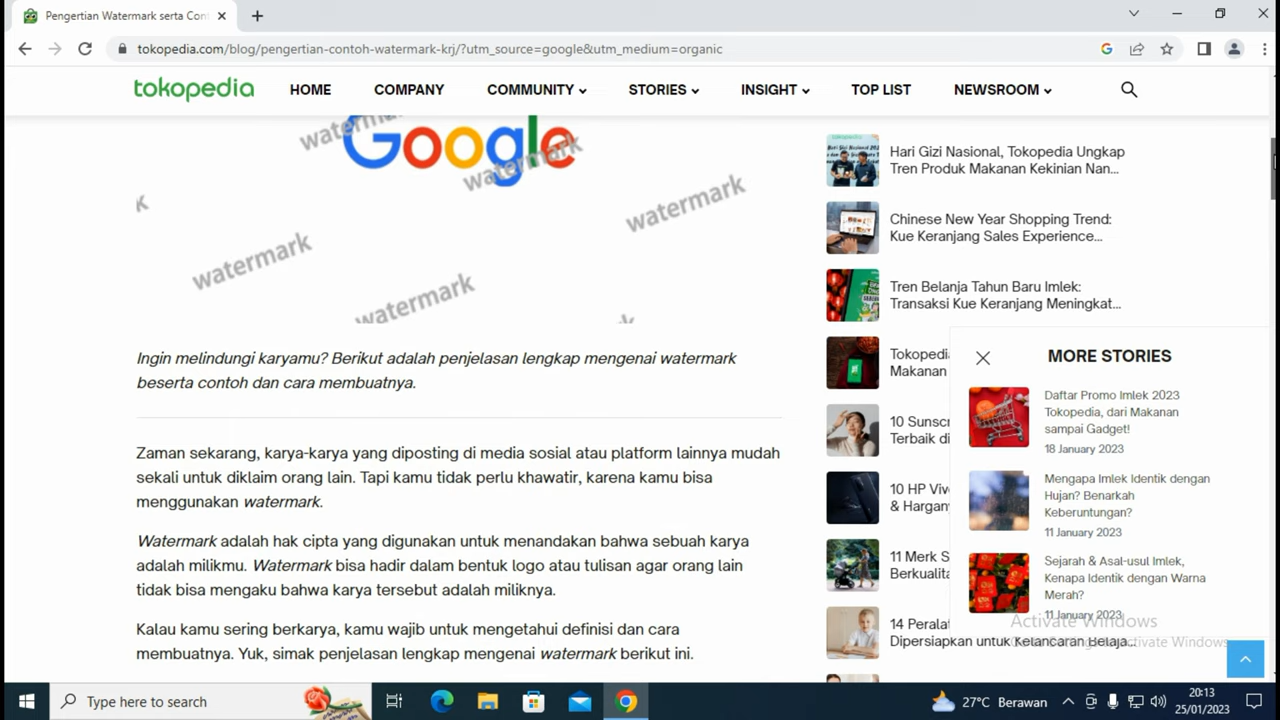 Pengertian Watermark serta Con
tokopedia.com/blog/pengertian-contoh-watermark-krj/?utm_source=google&utm_medium=organic
tokopedia HOME COMPANY COMMUNITY STORIES INSIGHT TOP LIST NEWSROOM
Google
watermark
watermark
watermark
watermark
watermark
Ingin melindungi karyamu? Berikut adalah penjelasan lengkap mengenai watermark
beserta contoh dan cara membuatnya.
Zaman sekarang, karya-karya yang diposting di media sosial atau platform lainnya mudah
sekali untuk diklaim orang lain. Tapi kamu tidak perlu khawatir, karena kamu bisa
menggunakan watermark.
Watermark adalah hak cipta yang digunakan untuk menandakan bahwa sebuah karya
adalah milikmu. Watermark bisa hadir dalam bentuk logo atau tulisan agar orang lain
tidak bisa mengaku bahwa karya tersebut adalah miliknya.
Kalau kamu sering berkarya, kamu wajib untuk mengetahui definisi dan cara
membuatnya. Yuk, simak penjelasan lengkap mengenai watermark berikut ini.
Hari Gizi Nasional, Tokopedia Ungkap
Tren Produk Makanan Kekinian Nan...
Chinese New Year Shopping Trend:
Kue Keranjang Sales Experience...
Tren Belanja Tahun Baru Imlek:
Transaksi Kue Keranjang Meningkat...
Tokopedi
Makanan
10 Sunscr
Terbaik di
10 HP Viv
& Hargany
11 Merk S
Berkualita
14 Peralat
Dipersiapkan untuk Kelancaran Belaja...
MORE STORIES
Daftar Promo Imlek 2023
Tokopedia, dari Makanan
sampai Gadget!
18 January 2023
Mengapa Imlek Identik dengan
Hujan? Benarkah
Keberuntungan?
11 January 2023
Sejarah & Asal-usul Imlek,
Kenapa Identik dengan Warna
Merah?
11 January 2023
Activate Windows
Go to Settings to activate Windows.
Type here to search
27°C Berawan
20:13
25/01/2023